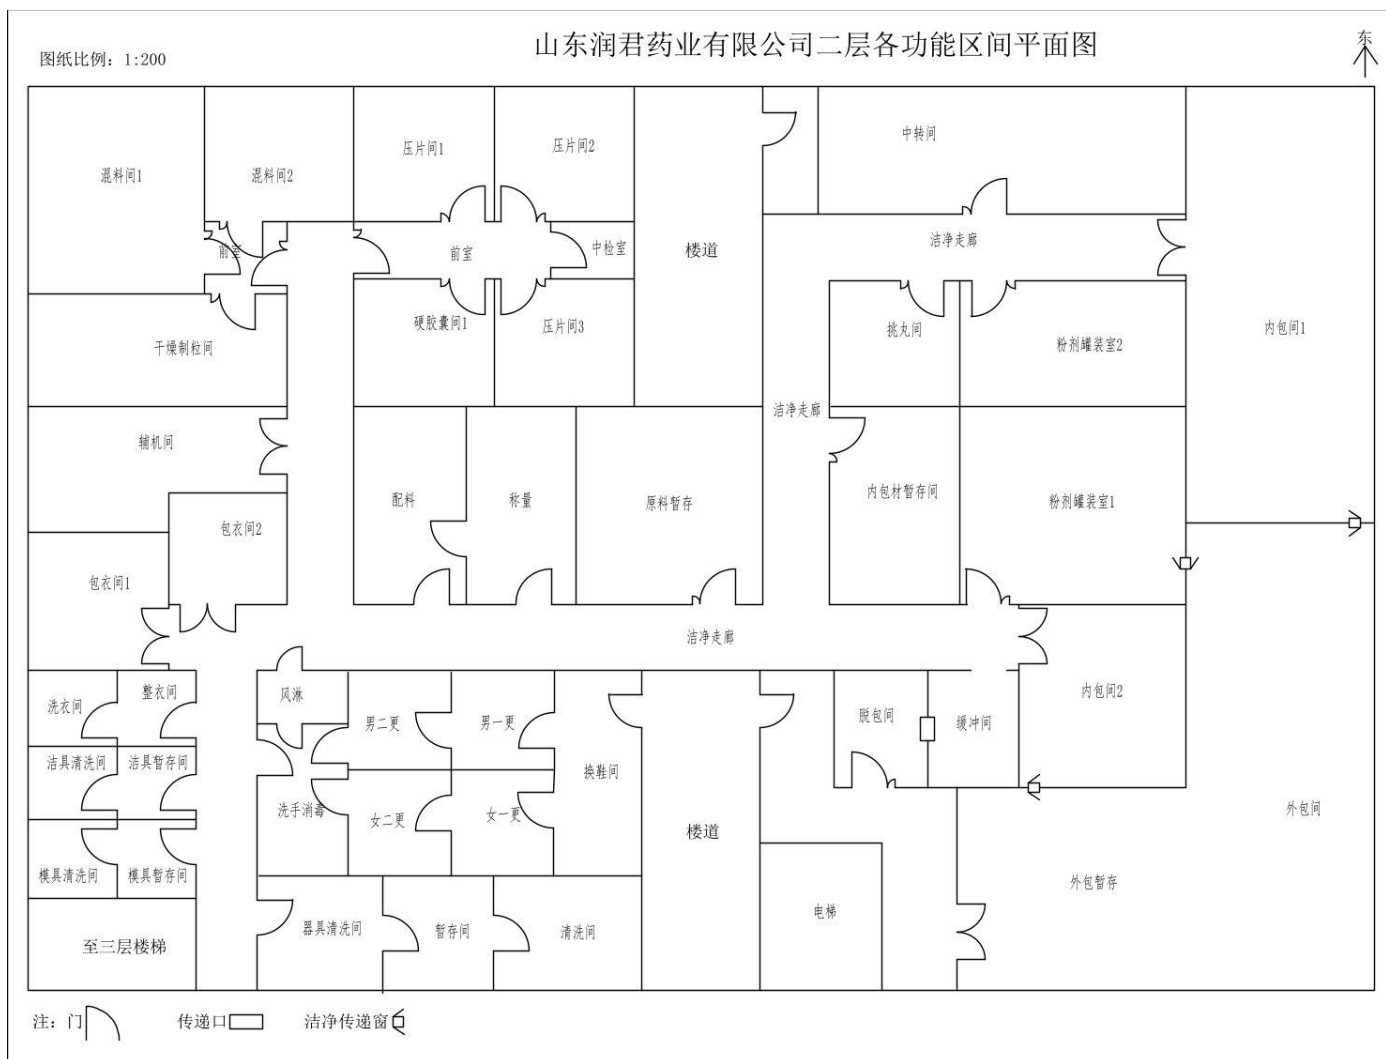 山东润君药业有限公司二层各功能区间平面图
图纸比例：1:200
东
混料间1
混料间2
压片间1
压片间2
中转间
前室
前室
中检室
楼道
洁净走廊
硬胶囊间1
压片间3
挑丸间
粉剂罐装室2
内包间1
干燥制粒间
辅机间
洁净走廊
配料
称量
原料暂存
内包材暂存间
粉剂罐装室1
包衣间2
包衣间1
洁净走廊
洗衣间
整衣间
风淋
男二更
男一更
换鞋间
脱包间
缓冲间
内包间2
洁具清洗间
洁具暂存间
洗手消毒
女二更
女一更
楼道
外包间
模具清洗间
模具暂存间
外包暂存
至三层楼梯
器具清洗间
暂存间
清洗间
电梯
注：门
传递口
洁净传递窗